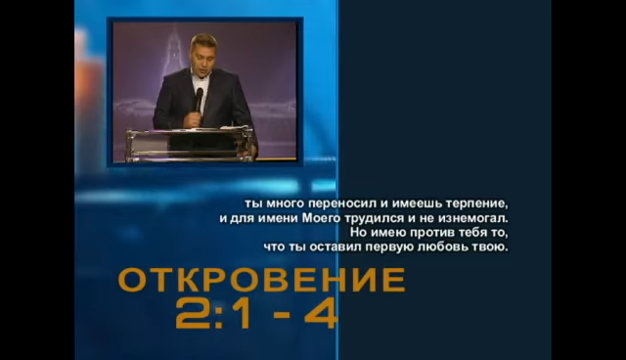 ты много переносил и имеешь терпение,
и для имени Моего трудился и не изнемогал.
Но имею против тебя то,
что ты оставил первую любовь твою.
ОТКРОВЕНИЕ
2:1 - 4